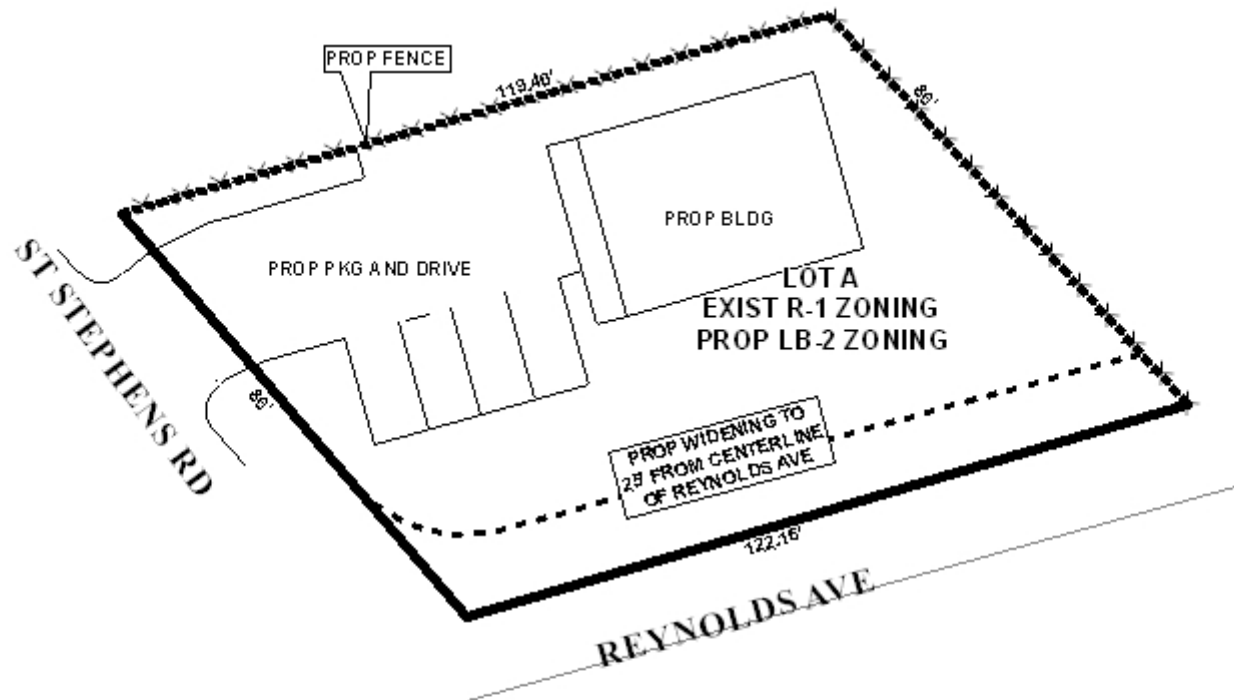 PROP FENCE
119.40'
80'
PROP BLDG
PROP PKG AND DRIVE
LOT A
EXIST R-1 ZONING
PROP LB-2 ZONING
ST STEPHENS RD
80'
PROP WIDENING TO
25' FROM CENTERLINE
OF REYNOLDS AVE
122.16'
REYNOLDS AVE